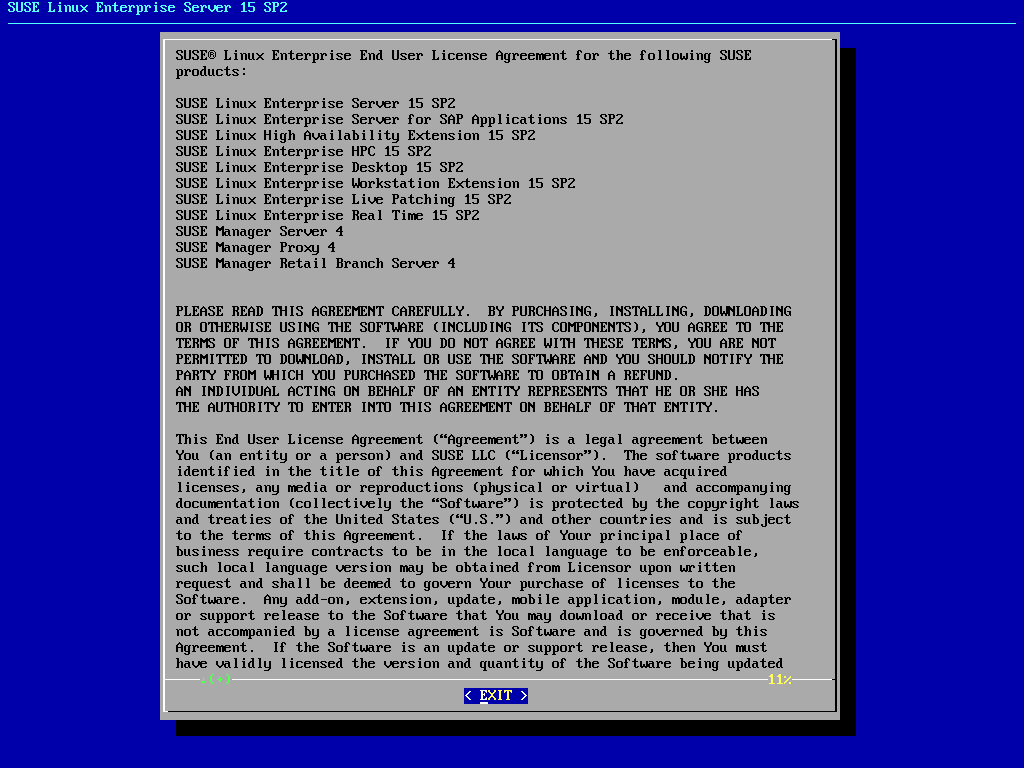 SUSE Linux Enterprise Server 15 SP2
SUSE® Linux Enterprise End User License Agreement for the following SUSE
products:
SUSE Linux Enterprise Server 15 SP2
SUSE Linux Enterprise Server for SAP Applications 15 SP2
SUSE Linux High Availability Extension 15 SP2
SUSE Linux Enterprise HPC 15 SP2
SUSE Linux Enterprise Desktop 15 SP2
SUSE Linux Enterprise Workstation Extension 15 SP2
SUSE Linux Enterprise Live Patching 15 SP2
SUSE Linux Enterprise Real Time 15 SP2
SUSE Manager Server 4
SUSE Manager Proxy 4
SUSE Manager Retail Branch Server 4
PLEASE READ THIS AGREEMENT CAREFULLY.  BY PURCHASING, INSTALLING, DOWNLOADING
OR OTHERWISE USING THE SOFTWARE (INCLUDING ITS COMPONENTS), YOU AGREE TO THE
TERMS OF THIS AGREEMENT.  IF YOU DO NOT AGREE WITH THESE TERMS, YOU ARE NOT
PERMITTED TO DOWNLOAD, INSTALL OR USE THE SOFTWARE AND YOU SHOULD NOTIFY THE
PARTY FROM WHICH YOU PURCHASED THE SOFTWARE TO OBTAIN A REFUND.
AN INDIVIDUAL ACTING ON BEHALF OF AN ENTITY REPRESENTS THAT HE OR SHE HAS
THE AUTHORITY TO ENTER INTO THIS AGREEMENT ON BEHALF OF THAT ENTITY.
This End User License Agreement (“Agreement”) is a legal agreement between
You (an entity or a person) and SUSE LLC (“Licensor”).  The software products
identified in the title of this Agreement for which You have acquired
licenses, any media or reproductions (physical or virtual)   and accompanying
documentation (collectively the “Software”) is protected by the copyright laws
and treaties of the United States (“U.S.”) and other countries and is subject
to the terms of this Agreement.  If the laws of Your principal place of
business require contracts to be in the local language to be enforceable,
such local language version may be obtained from Licensor upon written
request and shall be deemed to govern Your purchase of licenses to the
Software.  Any add-on, extension, update, mobile application, module, adapter
or support release to the Software that You may download or receive that is
not accompanied by a license agreement is Software and is governed by this
Agreement.  If the Software is an update or support release, then You must
have validly licensed the version and quantity of the Software being updated
↓(+) 11%
< EXIT >